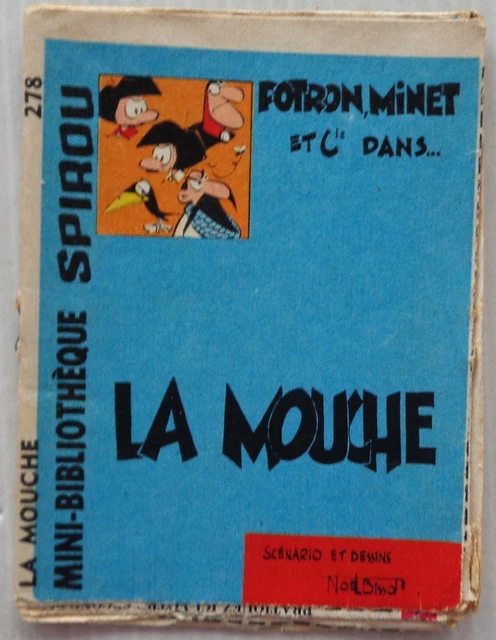 278
LA MOUCHE
MINI-BIBLIOTHÈQUE SPIROU
FOTRON, MINET
ET Cie DANS...
LA MOUCHE
SCÉNARIO ET DESSINS
NOËL BISSOT